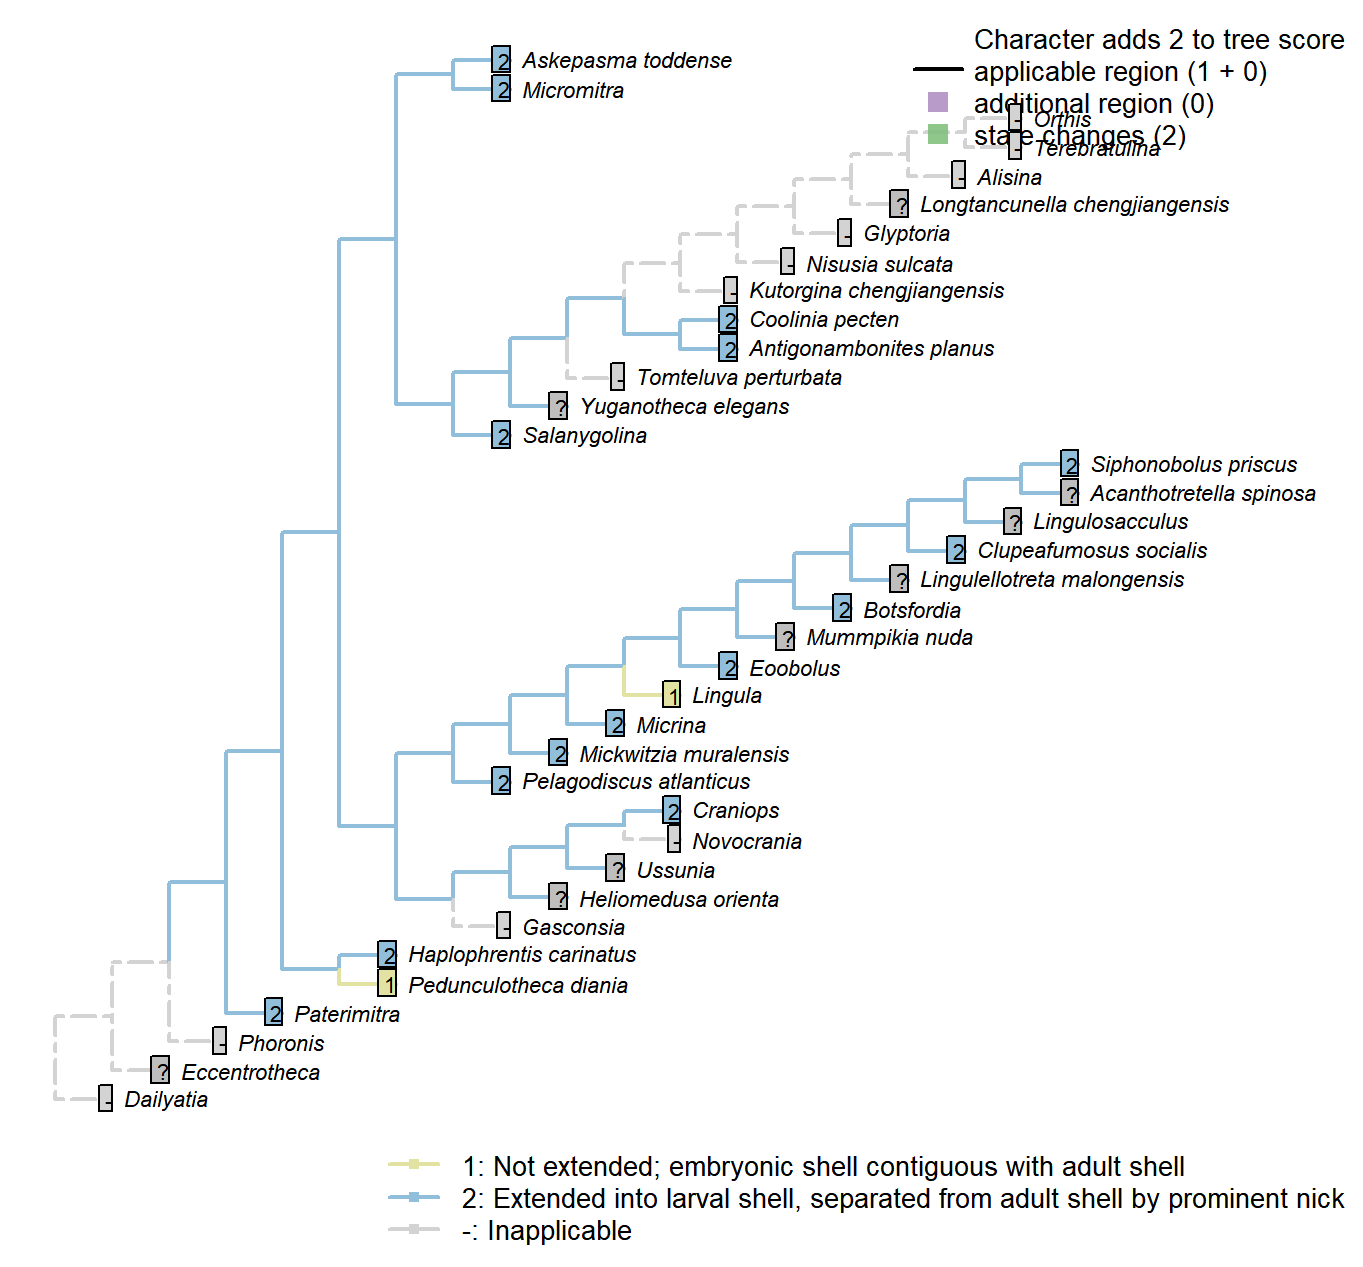 Character adds 2 to tree score
applicable region (1 + 0)
additional region (0)
state changes (2)
2 Askepasma toddense
2 Micromitra
- Orthis
- Terebratulina
- Alisina
? Longtancunella chengjiangensis
- Glyptoria
- Nisusia sulcata
- Kutorgina chengjiangensis
2 Coolinia pecten
2 Antigonambonites planus
- Tomteluva perturbata
? Yuganotheca elegans
2 Salanygolina
2 Siphonobolus priscus
? Acanthotretella spinosa
? Lingulosacculus
2 Clupeafumosus socialis
? Lingulellotreta malongensis
2 Botsfordia
? Mummpikia nuda
2 Eoobolus
1 Lingula
2 Micrina
2 Mickwitzia muralensis
2 Pelagodiscus atlanticus
2 Craniops
- Novocrania
? Ussunia
? Heliomedusa orienta
- Gasconsia
2 Haplophrentis carinatus
1 Pedunculotheca diania
2 Paterimitra
- Phoronis
? Eccentrotheca
- Dailyatia
1: Not extended; embryonic shell contiguous with adult shell
2: Extended into larval shell, separated from adult shell by prominent nick
-: Inapplicable